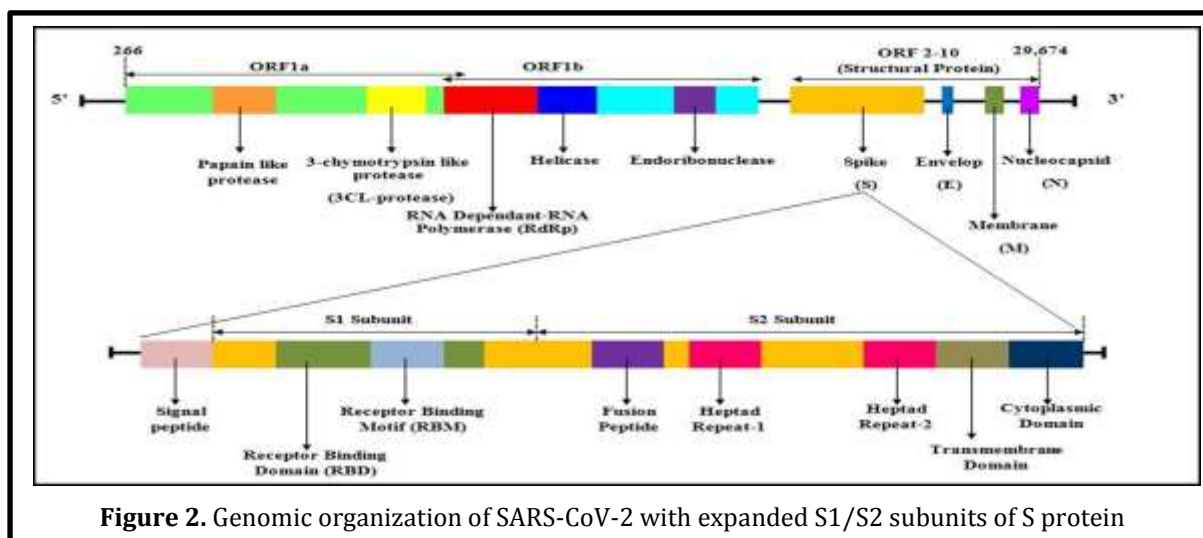 266
ORF1a
ORF1b
ORF 2-10
(Structural Protein)
29,674
5'
3'
Papain like
protease
3-chymotrypsin like
protease
(3CL-protease)
RNA Dependant-RNA
Polymerase (RdRp)
Helicase
Endoribonuclease
Spike
(S)
Envelop
(E)
Membrane
(M)
Nucleocapsid
(N)
S1 Subunit
S2 Subunit
Signal
peptide
Receptor Binding
Domain (RBD)
Receptor Binding
Motif (RBM)
Fusion
Peptide
Heptad
Repeat-1
Heptad
Repeat-2
Transmembrane
Domain
Cytoplasmic
Domain
Figure 2. Genomic organization of SARS-CoV-2 with expanded S1/S2 subunits of S protein